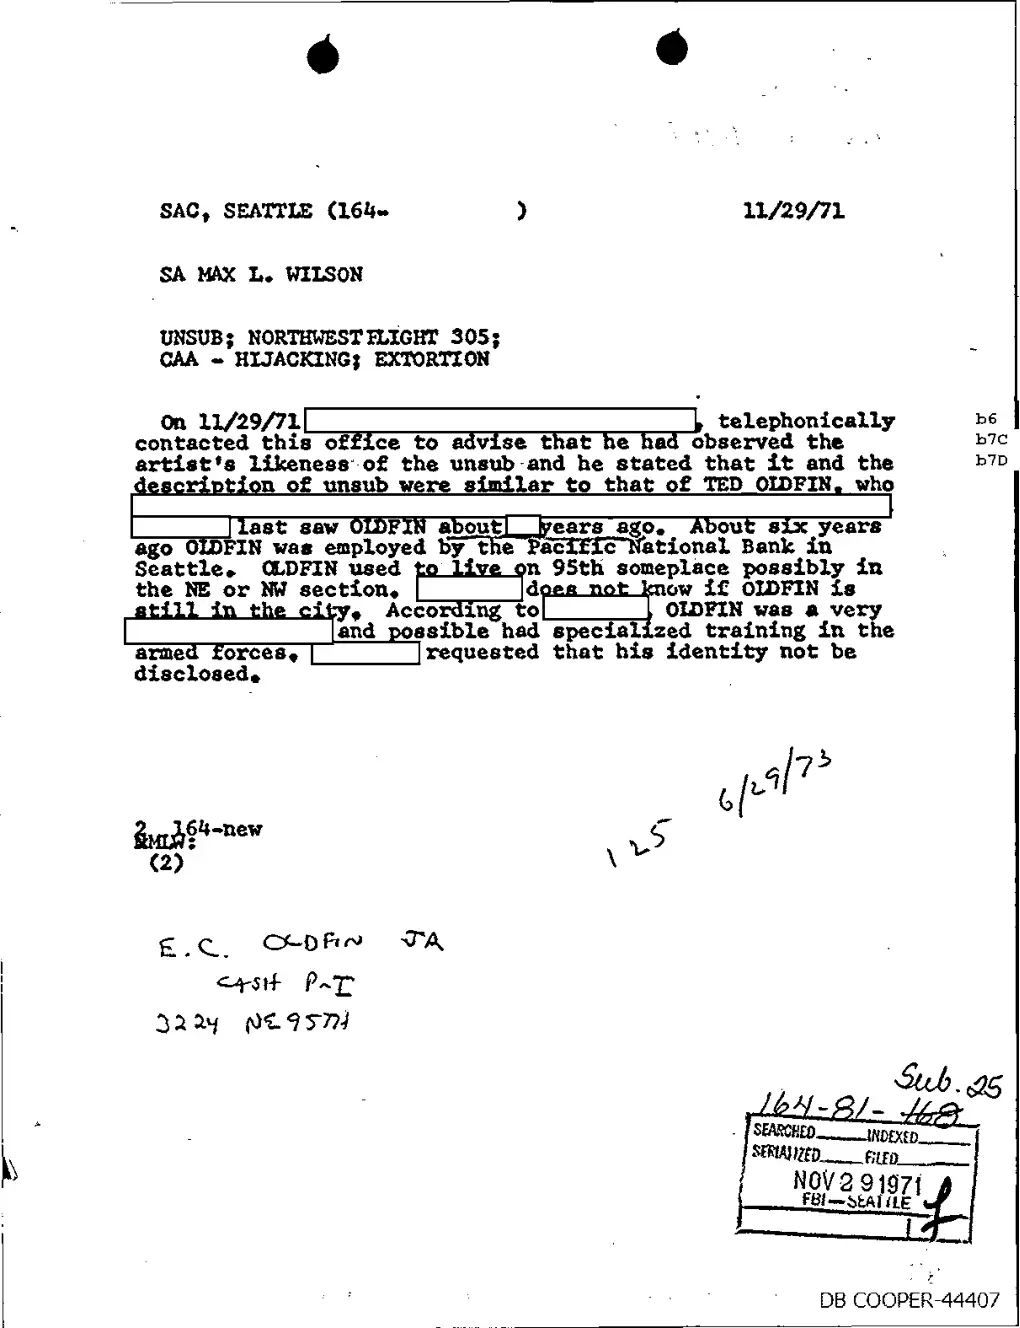 SAC, SEATTLE (164- ) 11/29/71
SA MAX L. WILSON
UNSUB; NORTHWEST FLIGHT 305;
CAA - HIJACKING; EXTORTION
On 11/29/71 , telephonically
contacted this office to advise that he had observed the
artist's likeness of the unsub and he stated that it and the
description of unsub were similar to that of TED OLDFIN, who
last saw OLDFIN about years ago. About six years
ago OLDFIN was employed by the Pacific National Bank in
Seattle. OLDFIN used to live on 95th someplace possibly in
the NE or NW section. does not know if OLDFIN is
still in the city. According to , OLDFIN was a very
and possible had specialized training in the
armed forces. requested that his identity not be
disclosed.
b6
b7C
b7D
6/29/73
125
2 164-new
MLW:
(2)
E.C. OLDFIN JA
CASH
3224 NE 95TH
Sub. 25
164-81-168
SEARCHED INDEXED
SERIALIZED FILED
NOV 29 1971
FBI-SEATTLE
DB COOPER-44407